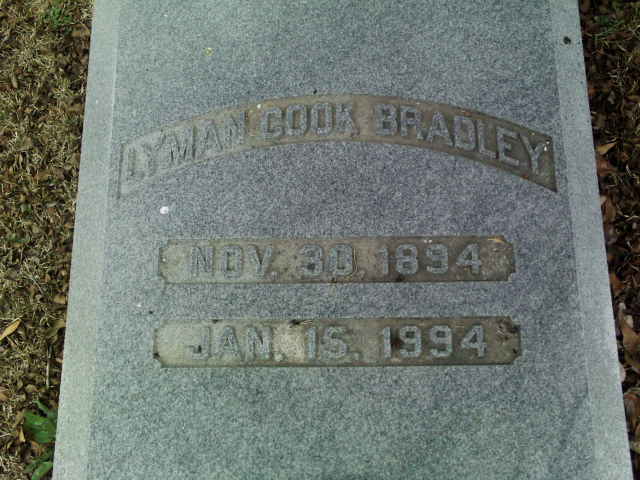 LYMAN COOK BRADLEY
NOV. 30, 1894
JAN. 15, 1994